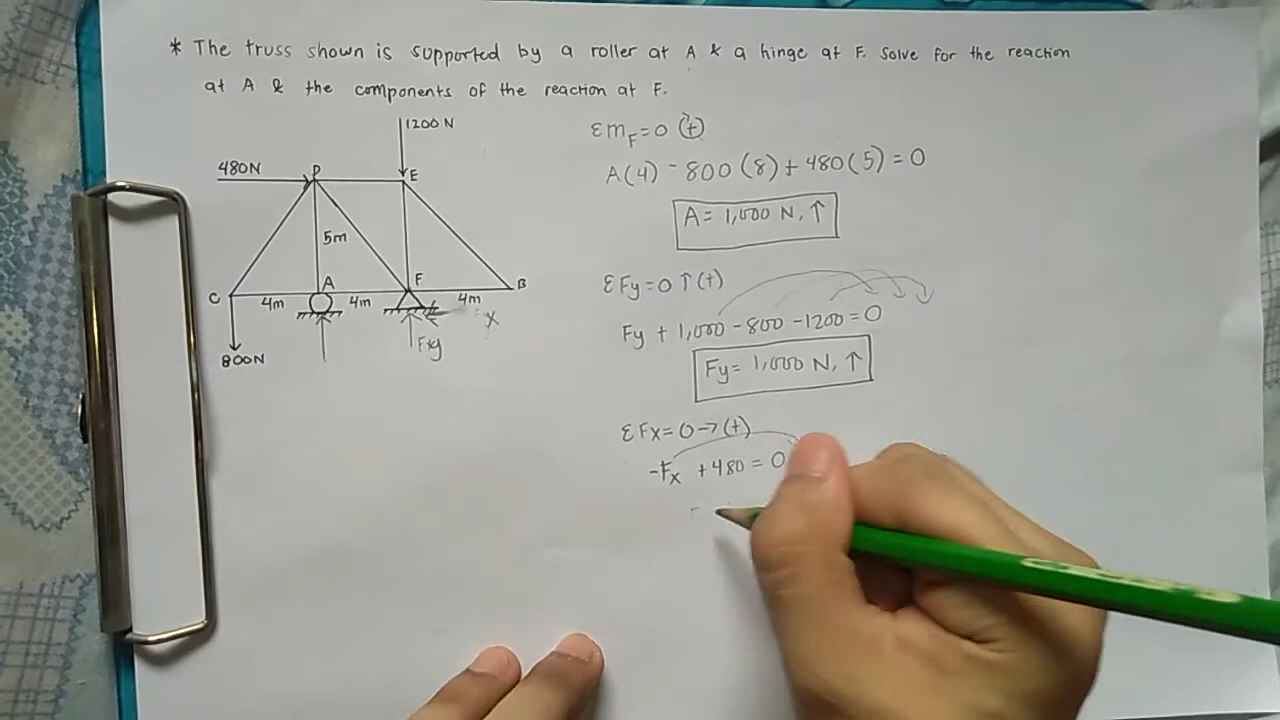 * The truss shown is supported by a roller at A & a hinge at F. Solve for the reaction
at A & the components of the reaction at F.
1200 N
480N
D
E
5m
C
A
F
B
4m
4m
4m
x
Fxy
800N
ΣmF=0 (+)
A(4) - 800 (8) + 480 (5) = 0
A = 1,000 N, ↑
ΣFy=0 ↑(+)
Fy + 1,000 - 800 - 1200 = 0
Fy = 1,000 N, ↑
ΣFx=0 →(+)
-Fx + 480 = 0